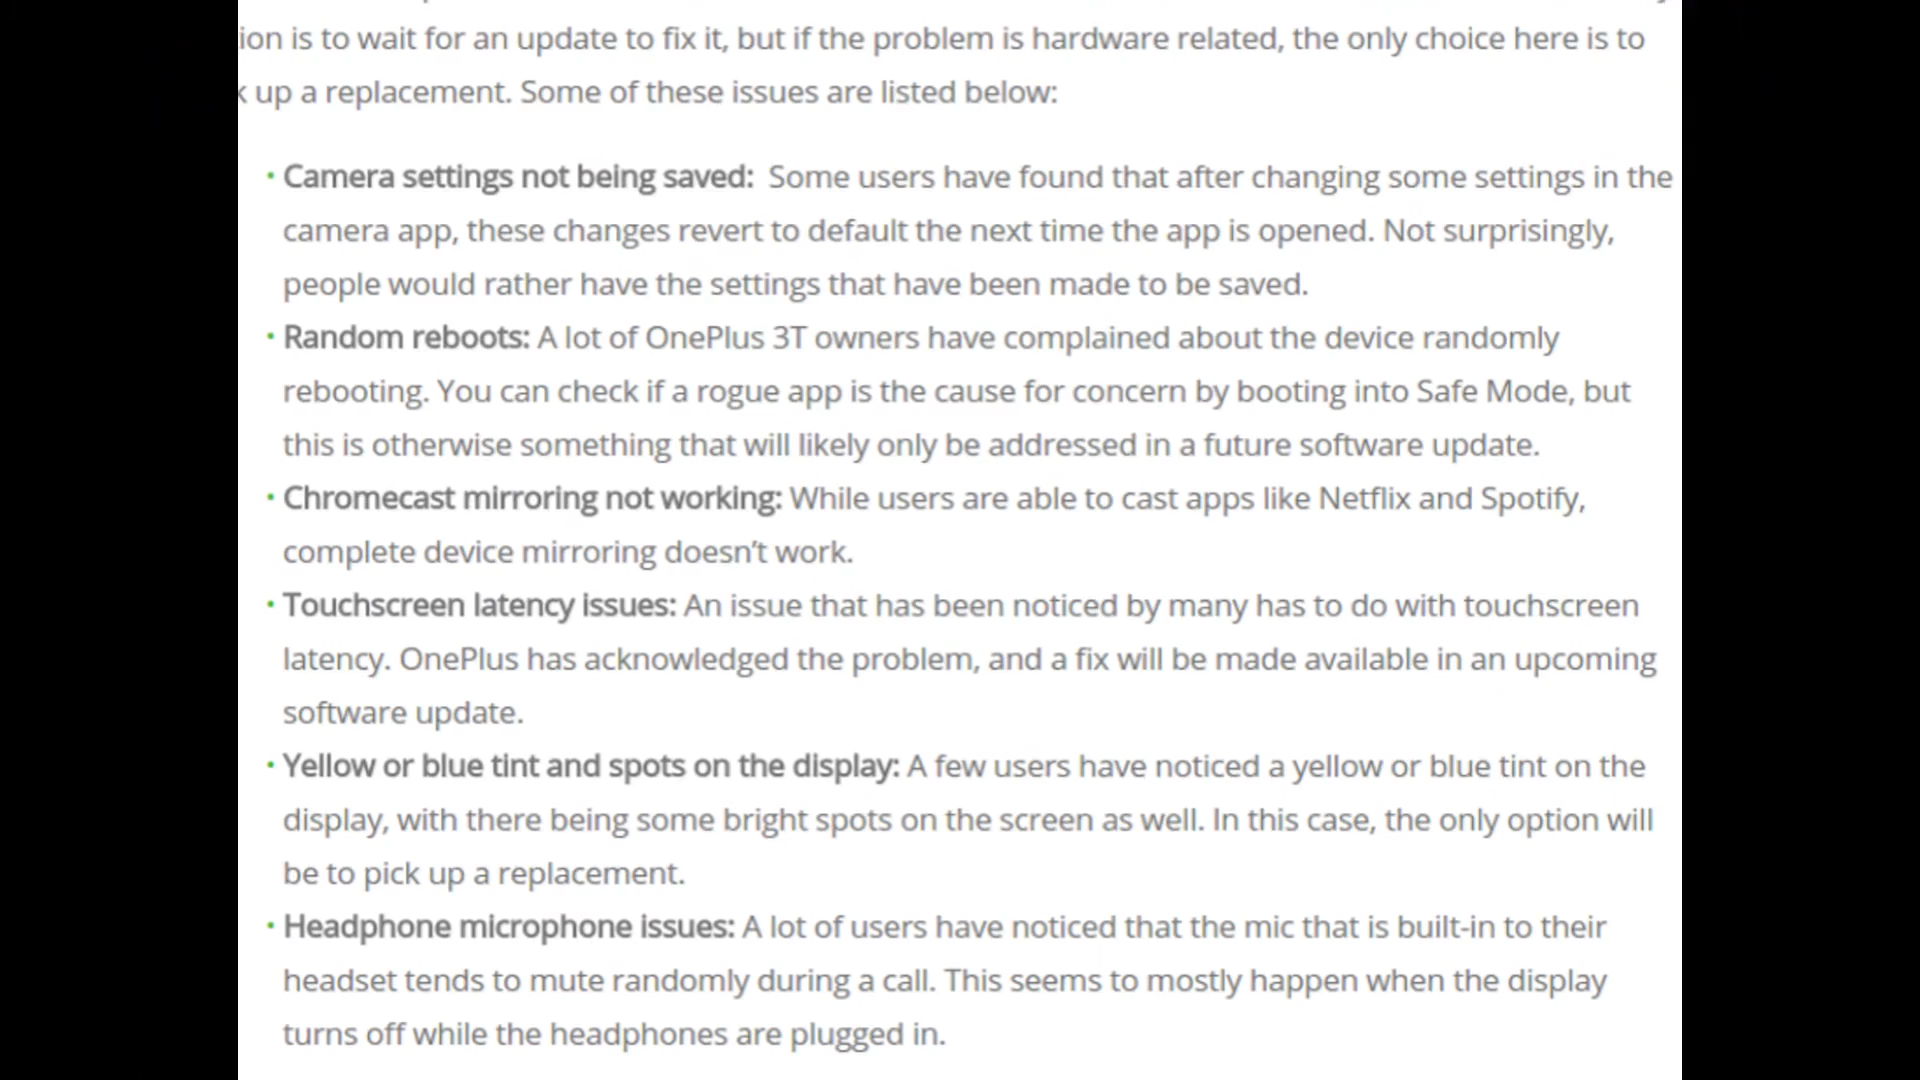 ion is to wait for an update to fix it, but if the problem is hardware related, the only choice here is to
k up a replacement. Some of these issues are listed below:
• Camera settings not being saved: Some users have found that after changing some settings in the
camera app, these changes revert to default the next time the app is opened. Not surprisingly,
people would rather have the settings that have been made to be saved.
• Random reboots: A lot of OnePlus 3T owners have complained about the device randomly
rebooting. You can check if a rogue app is the cause for concern by booting into Safe Mode, but
this is otherwise something that will likely only be addressed in a future software update.
• Chromecast mirroring not working: While users are able to cast apps like Netflix and Spotify,
complete device mirroring doesn’t work.
• Touchscreen latency issues: An issue that has been noticed by many has to do with touchscreen
latency. OnePlus has acknowledged the problem, and a fix will be made available in an upcoming
software update.
• Yellow or blue tint and spots on the display: A few users have noticed a yellow or blue tint on the
display, with there being some bright spots on the screen as well. In this case, the only option will
be to pick up a replacement.
• Headphone microphone issues: A lot of users have noticed that the mic that is built-in to their
headset tends to mute randomly during a call. This seems to mostly happen when the display
turns off while the headphones are plugged in.